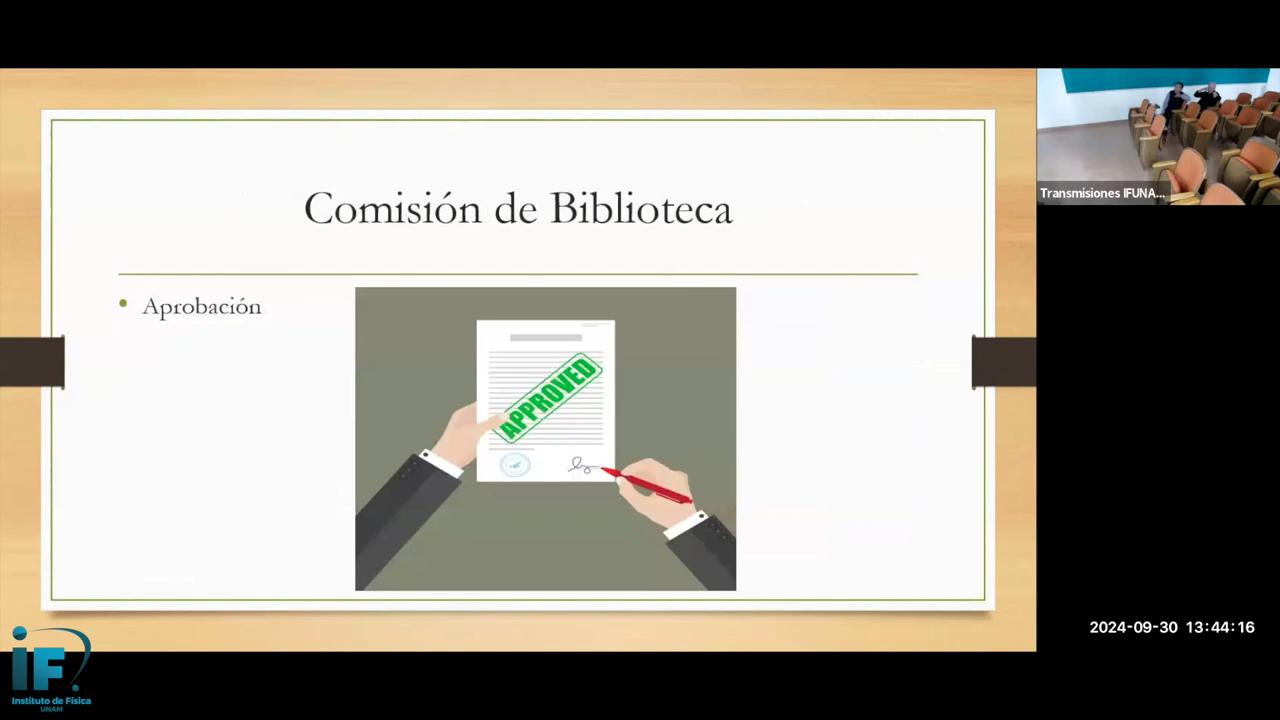 Comisión de Biblioteca
Aprobación
APPROVED
Transmisiones IFUNA...
2024-09-30 13:44:16
iF
Instituto de Física
UNAM